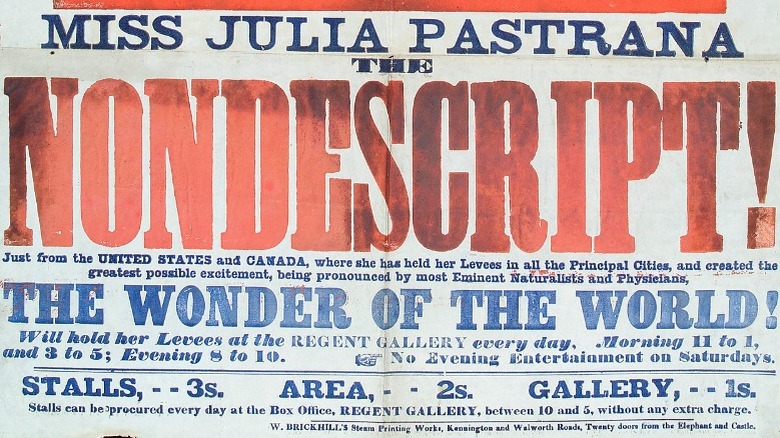 MISS JULIA PASTRANA
THE
NONDESCRIPT!
Just from the UNITED STATES and CANADA, where she has held her Levees in all the Principal Cities, and created the
greatest possible excitement, being pronounced by most Eminent Naturalists and Physicians,
THE WONDER OF THE WORLD!
Will hold her Levees at the REGENT GALLERY every day, Morning 11 to 1,
and 3 to 5; Evening 8 to 10. ☞ No Evening Entertainment on Saturdays.
STALLS, - - 3s. AREA, - - 2s. GALLERY, - - 1s.
Stalls can be procured every day at the Box Office, REGENT GALLERY, between 10 and 5, without any extra charge.
W. BRICKHILL'S Steam Printing Works, Kennington and Walworth Roads, Twenty doors from the Elephant and Castle.